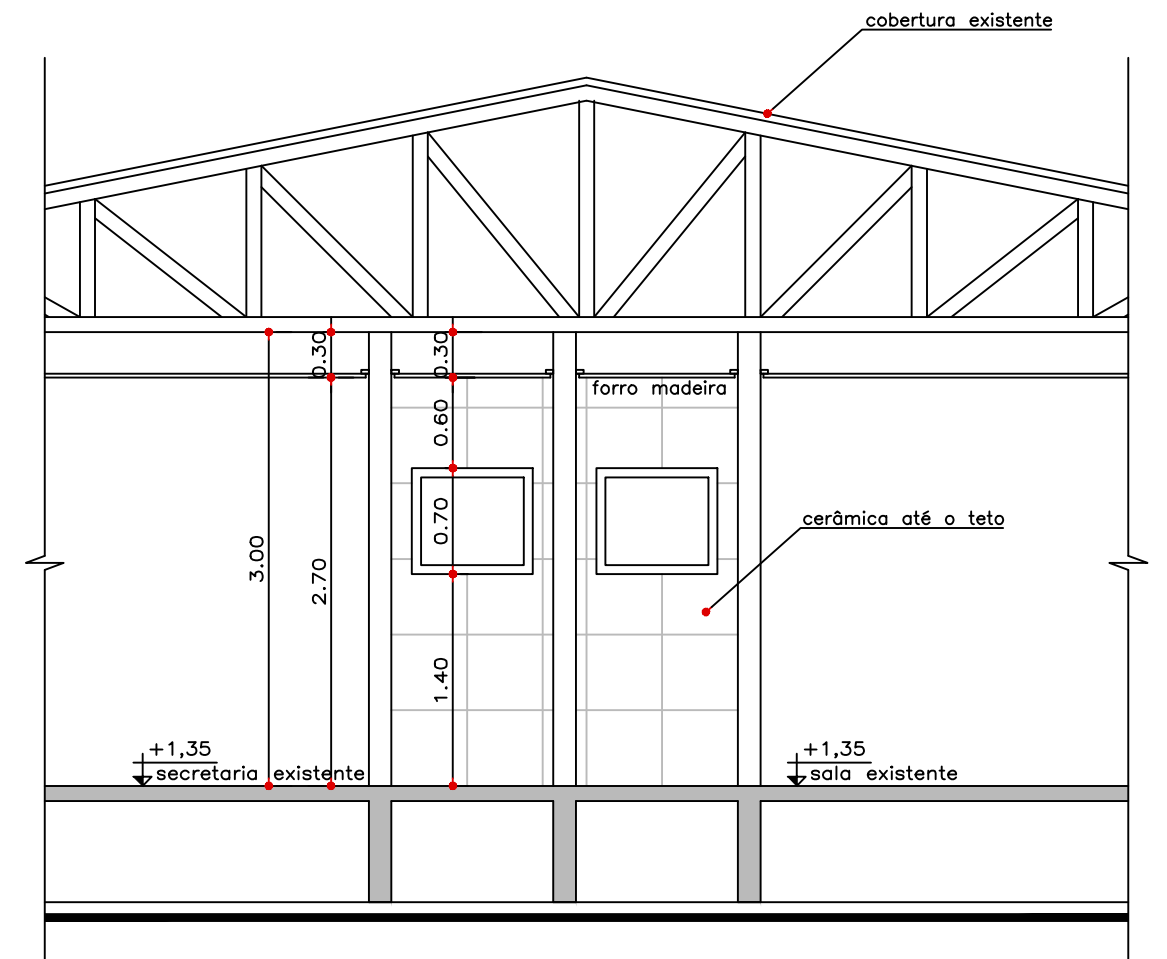 cobertura existente
0.30
0.30
forro madeira
0.60
0.70
cerâmica até o teto
3.00
2.70
1.40
+1,35
secretaria existente
+1,35
sala existente